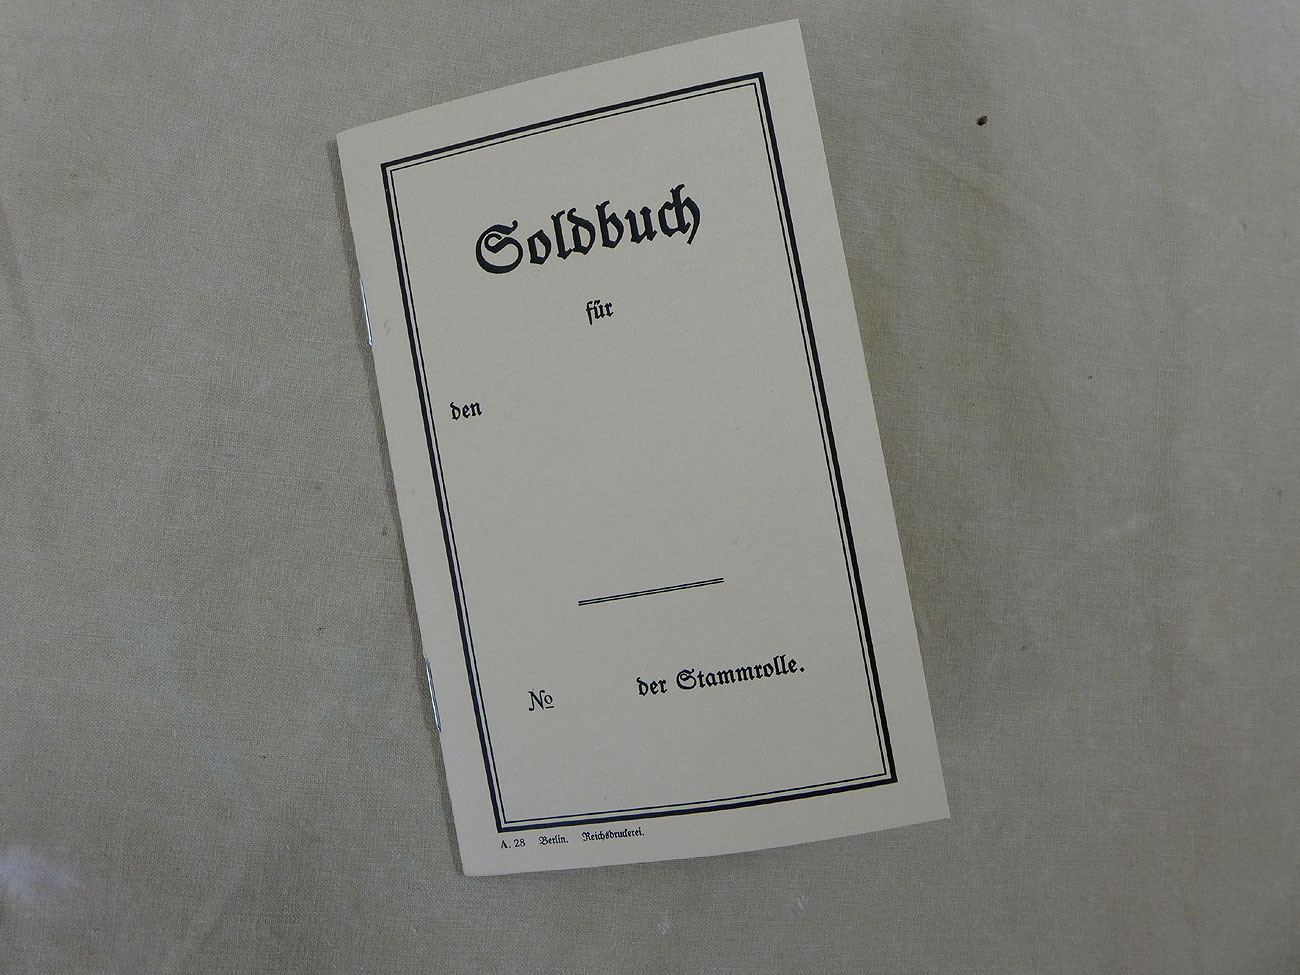 Soldbuch
für
den
No der Stammrolle.
A. 28 Berlin. Reichsdruckerei.